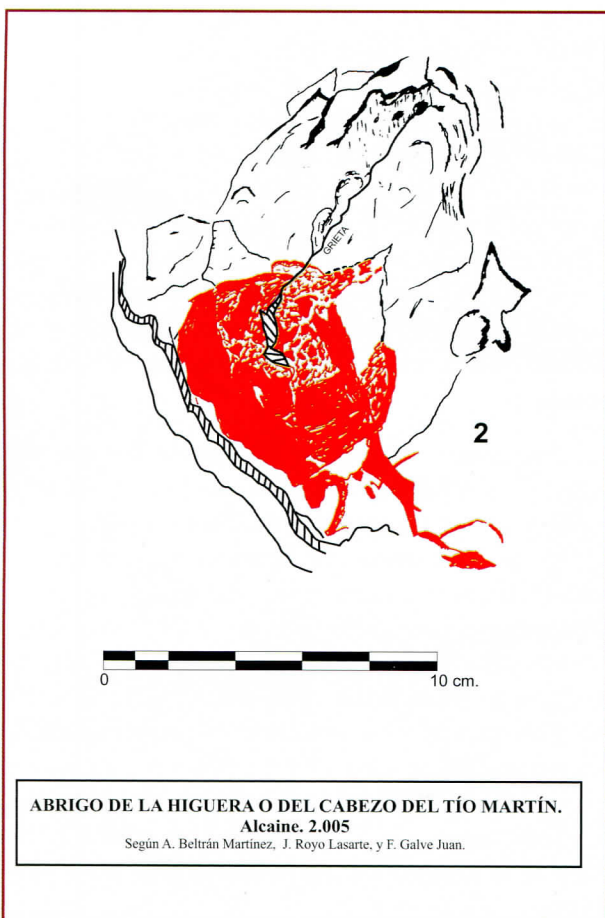 GRIETA
2
0
10 cm.
ABRIGO DE LA HIGUERA O DEL CABEZO DEL TÍO MARTÍN.
Alcaine. 2.005
Según A. Beltrán Martínez, J. Royo Lasarte, y F. Galve Juan.